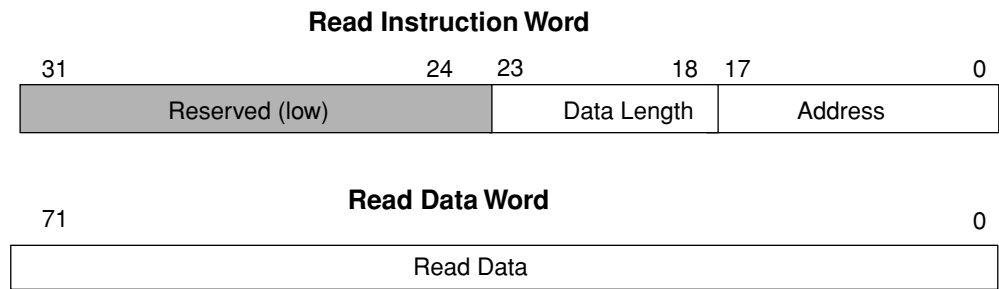 Read Instruction Word
31 24 23 18 17 0
Reserved (low) Data Length Address
Read Data Word
71 0
Read Data